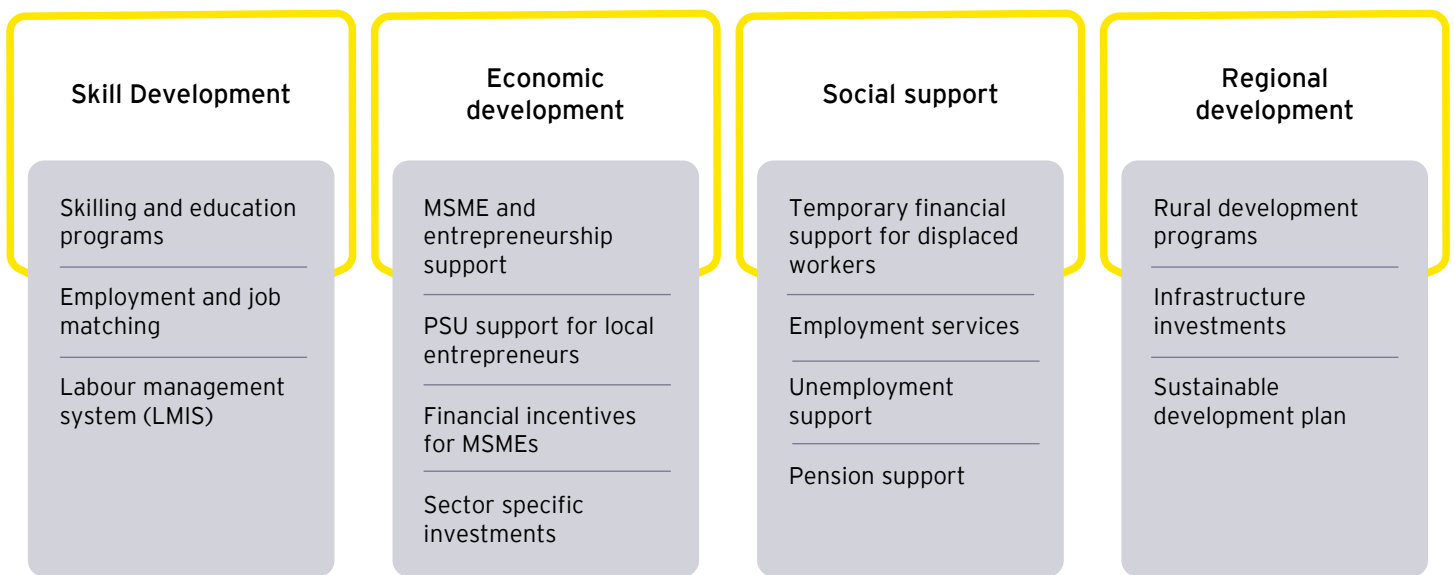 Skill Development
Skilling and education
programs
Employment and job
matching
Labour management
system (LMIS)
Economic
development
MSME and
entrepreneurship
support
PSU support for local
entrepreneurs
Financial incentives
for MSMEs
Sector specific
investments
Social support
Temporary financial
support for displaced
workers
Employment services
Unemployment
support
Pension support
Regional
development
Rural development
programs
Infrastructure
investments
Sustainable
development plan